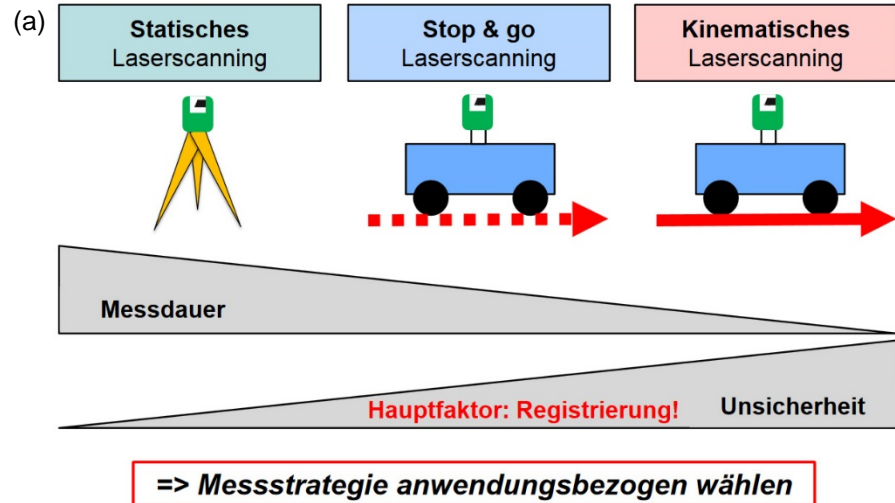 (a)
Statisches
Laserscanning
Stop & go
Laserscanning
Kinematisches
Laserscanning
Messdauer
Hauptfaktor: Registrierung!
Unsicherheit
=> Messstrategie anwendungsbezogen wählen